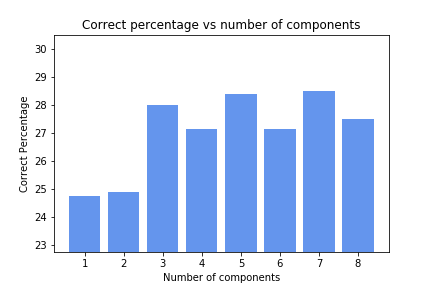 Correct percentage vs number of components
Correct Percentage
30
29
28
27
26
25
24
23
1 2 3 4 5 6 7 8
Number of components